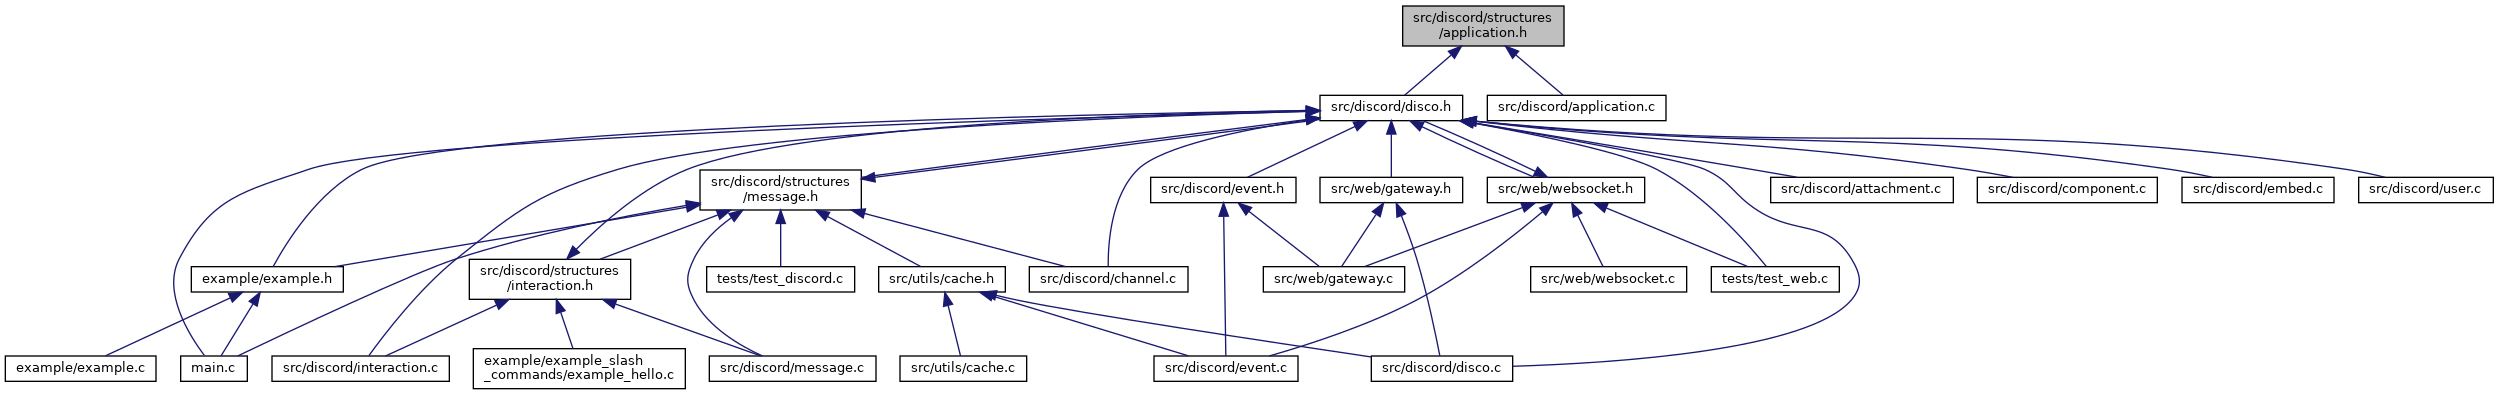 src/discord/structures
/application.h
src/discord/disco.h
src/discord/application.c
src/discord/structures
/message.h
src/discord/event.h
src/web/gateway.h
src/web/websocket.h
src/discord/attachment.c
src/discord/component.c
src/discord/embed.c
src/discord/user.c
example/example.h
src/discord/structures
/interaction.h
tests/test_discord.c
src/utils/cache.h
src/discord/channel.c
src/web/gateway.c
src/web/websocket.c
tests/test_web.c
example/example.c
main.c
src/discord/interaction.c
example/example_slash
_commands/example_hello.c
src/discord/message.c
src/utils/cache.c
src/discord/event.c
src/discord/disco.c